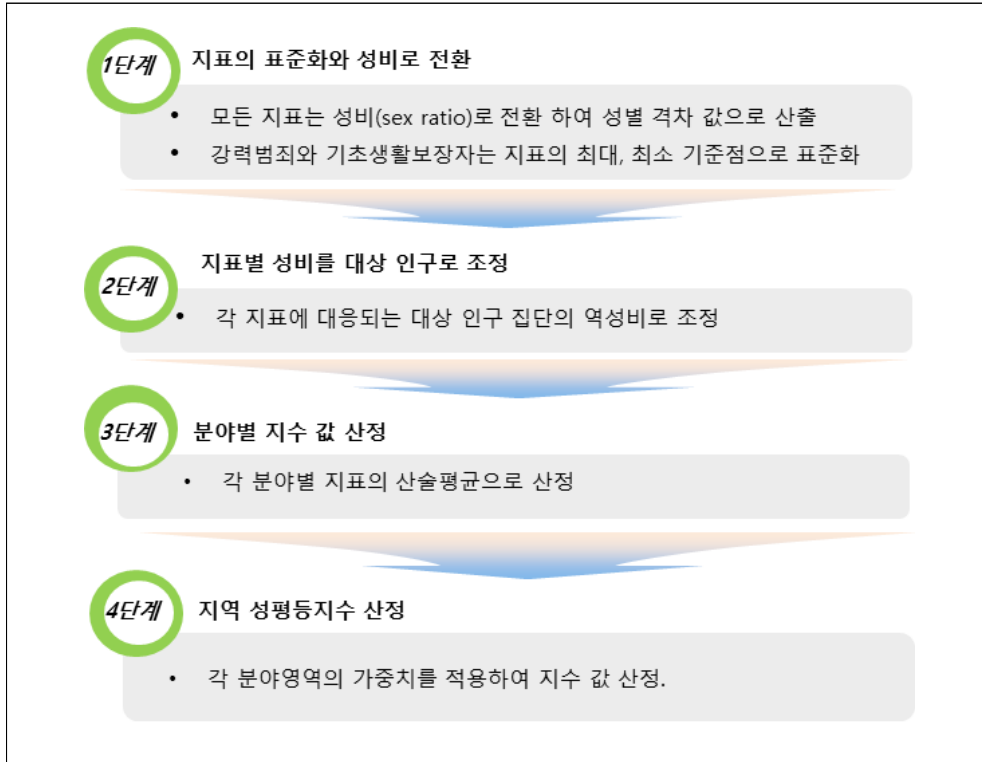 1단계
지표의 표준화와 성비로 전환
• 모든 지표는 성비(sex ratio)로 전환 하여 성별 격차 값으로 산출
• 강력범죄와 기초생활보장자는 지표의 최대, 최소 기준점으로 표준화
2단계
지표별 성비를 대상 인구로 조정
• 각 지표에 대응되는 대상 인구 집단의 역성비로 조정
3단계
분야별 지수 값 산정
• 각 분야별 지표의 산술평균으로 산정
4단계
지역 성평등지수 산정
• 각 분야영역의 가중치를 적용하여 지수 값 산정.